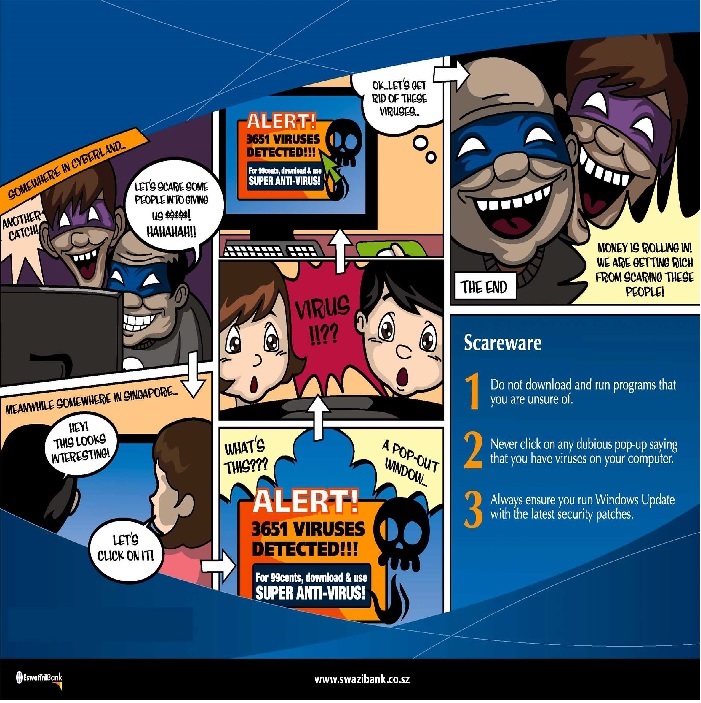 SOMEWHERE IN CYBERLAND...
ANOTHER
CATCH!
LET'S SCARE SOME
PEOPLE INTO GIVING
US $$$$$!
HAHAHAH!!
MEANWHILE SOMEWHERE IN SINGAPORE...
HEY!
THIS LOOKS
INTERESTING!
LET'S
CLICK ON IT!
WHAT'S
THIS???
A POP-OUT
WINDOW...
ALERT!
3651 VIRUSES
DETECTED!!!
For 99cents, download & use
SUPER ANTI-VIRUS!
VIRUS
!!??
ALERT!
3651 VIRUSES
DETECTED!!!
For 99cents, download & use
SUPER ANTI-VIRUS!
OK..LET'S GET
RID OF THESE
VIRUSES..
MONEY IS ROLLING IN!
WE ARE GETTING RICH
FROM SCARING THESE
PEOPLE!
THE END
Scareware
1 Do not download and run programs that
you are unsure of.
2 Never click on any dubious pop-up saying
that you have viruses on your computer.
3 Always ensure you run Windows Update
with the latest security patches.
EswatiniBank
www.swazibank.co.sz